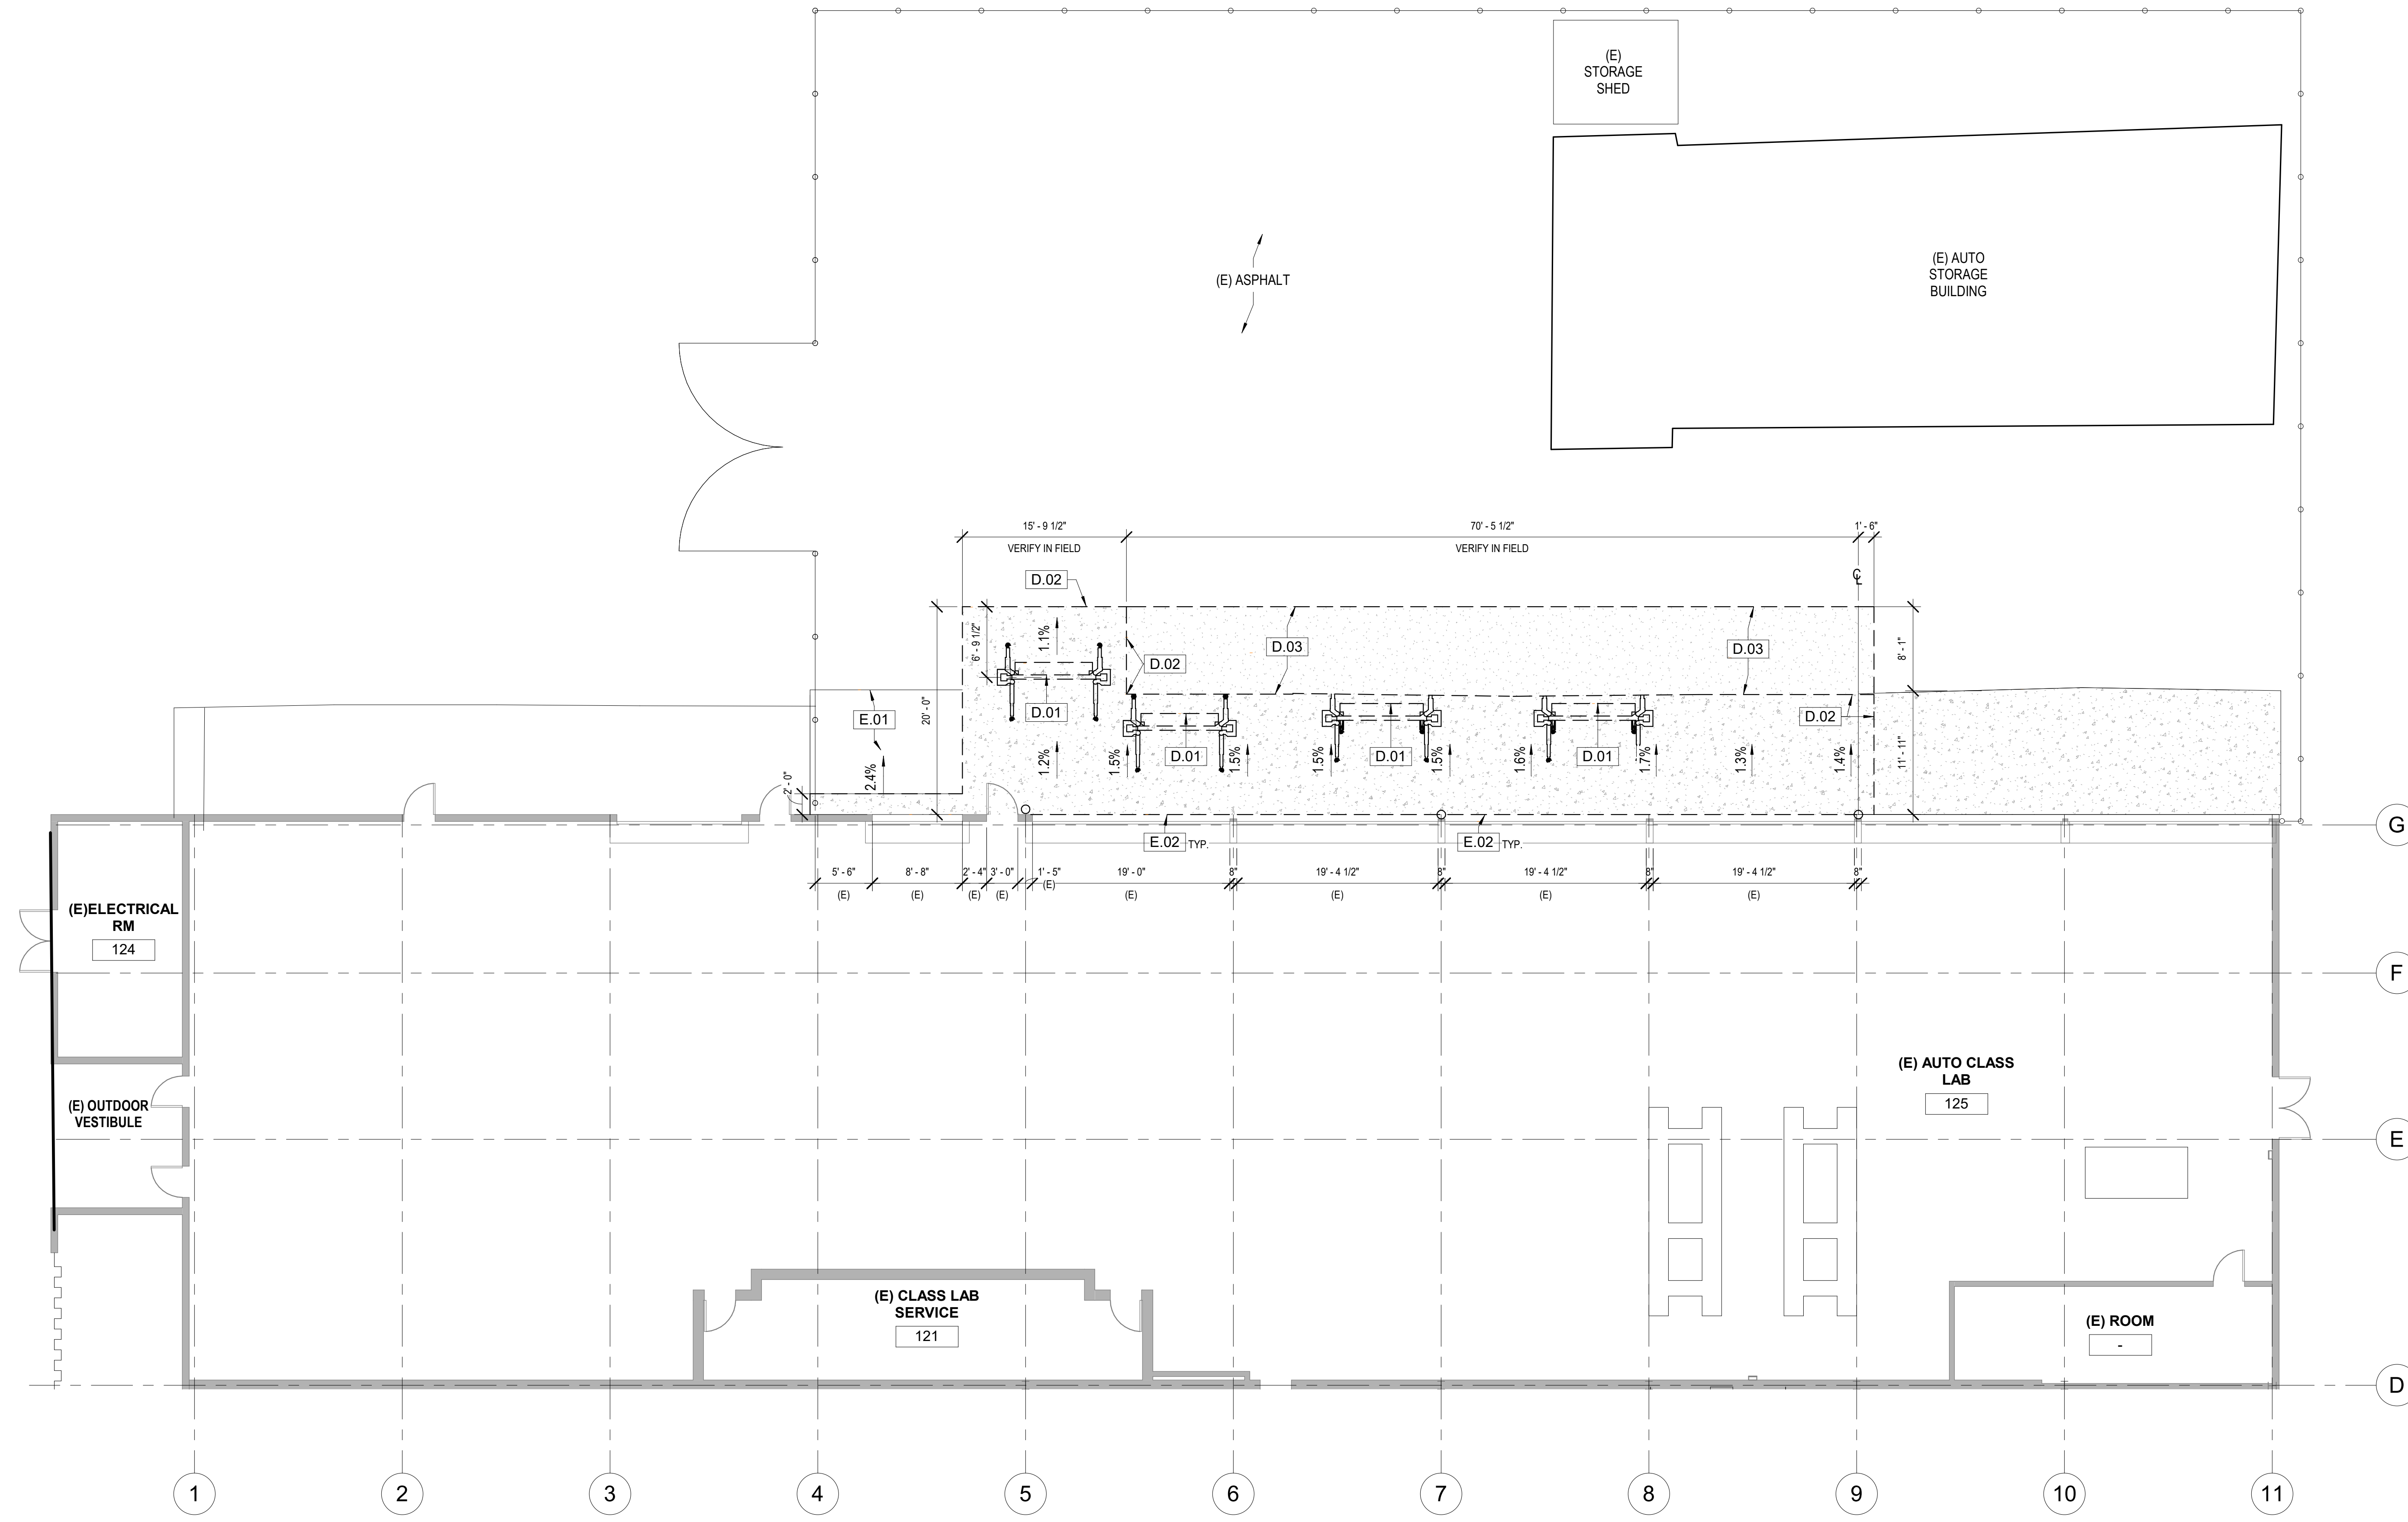 (E)
STORAGE
SHED
(E) AUTO
STORAGE
BUILDING
(E) ASPHALT
15' - 9 1/2"
70' - 5 1/2"
1' - 6"
VERIFY IN FIELD
VERIFY IN FIELD
D.02
℄
6' - 9 1/2"
1.1%
D.02
D.03
D.03
8' - 1"
20' - 0"
E.01
D.01
D.01
D.01
D.01
D.02
2.4%
1.2%
1.5%
1.5%
1.5%
1.5%
1.6%
1.7%
1.3%
1.4%
11' - 11"
2' - 0"
G
E.02 TYP.
E.02 TYP.
5' - 6"
8' - 8"
2' - 4"
3' - 0"
1' - 5"
19' - 0"
8"
19' - 4 1/2"
8"
19' - 4 1/2"
8"
19' - 4 1/2"
8"
(E)
(E)
(E)
(E)
(E)
(E)
(E)
(E)
(E)
(E)ELECTRICAL
RM
124
F
(E) AUTO CLASS
LAB
125
(E) OUTDOOR
VESTIBULE
E
(E) CLASS LAB
SERVICE
121
(E) ROOM
-
D
1
2
3
4
5
6
7
8
9
10
11